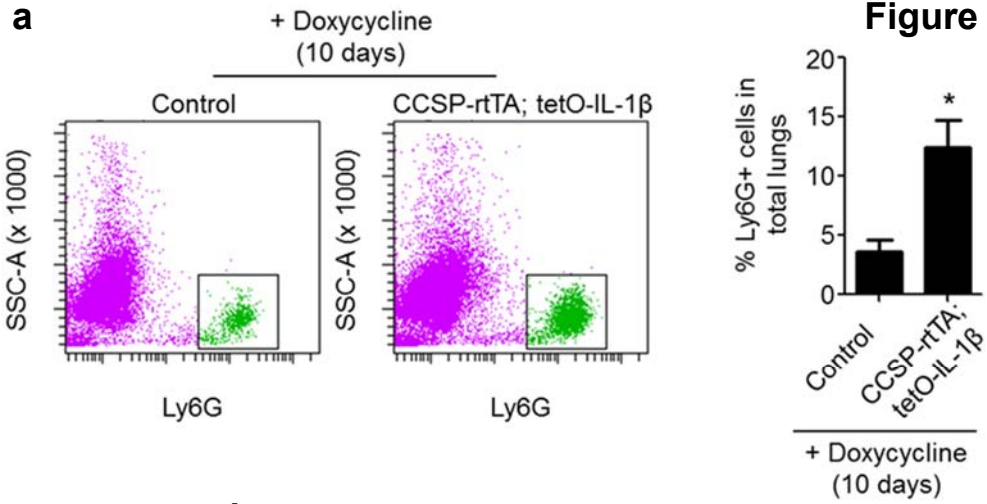 a
Figure
+ Doxycycline
(10 days)
Control
CCSP-rtTA; tetO-IL-1β
SSC-A (x 1000)
Ly6G
SSC-A (x 1000)
Ly6G
% Ly6G+ cells in
total lungs
20
15
10
5
0
*
Control
CCSP-rtTA;
tetO-IL-1β
+ Doxycycline
(10 days)